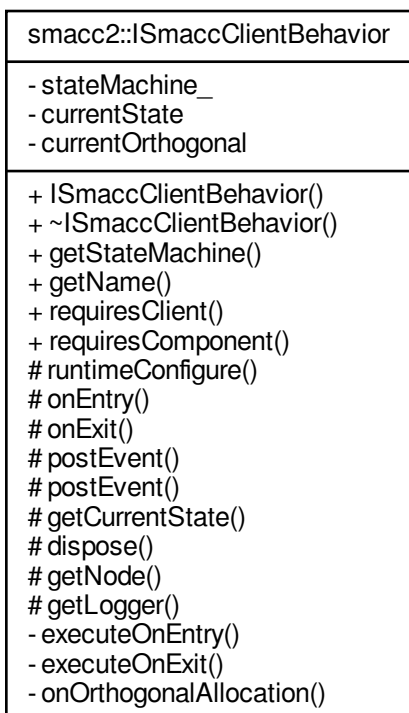 smacc2::ISmaccClientBehavior
- stateMachine_
- currentState
- currentOrthogonal
+ ISmaccClientBehavior()
+ ~ISmaccClientBehavior()
+ getStateMachine()
+ getName()
+ requiresClient()
+ requiresComponent()
# runtimeConfigure()
# onEntry()
# onExit()
# postEvent()
# postEvent()
# getCurrentState()
# dispose()
# getNode()
# getLogger()
- executeOnEntry()
- executeOnExit()
- onOrthogonalAllocation()